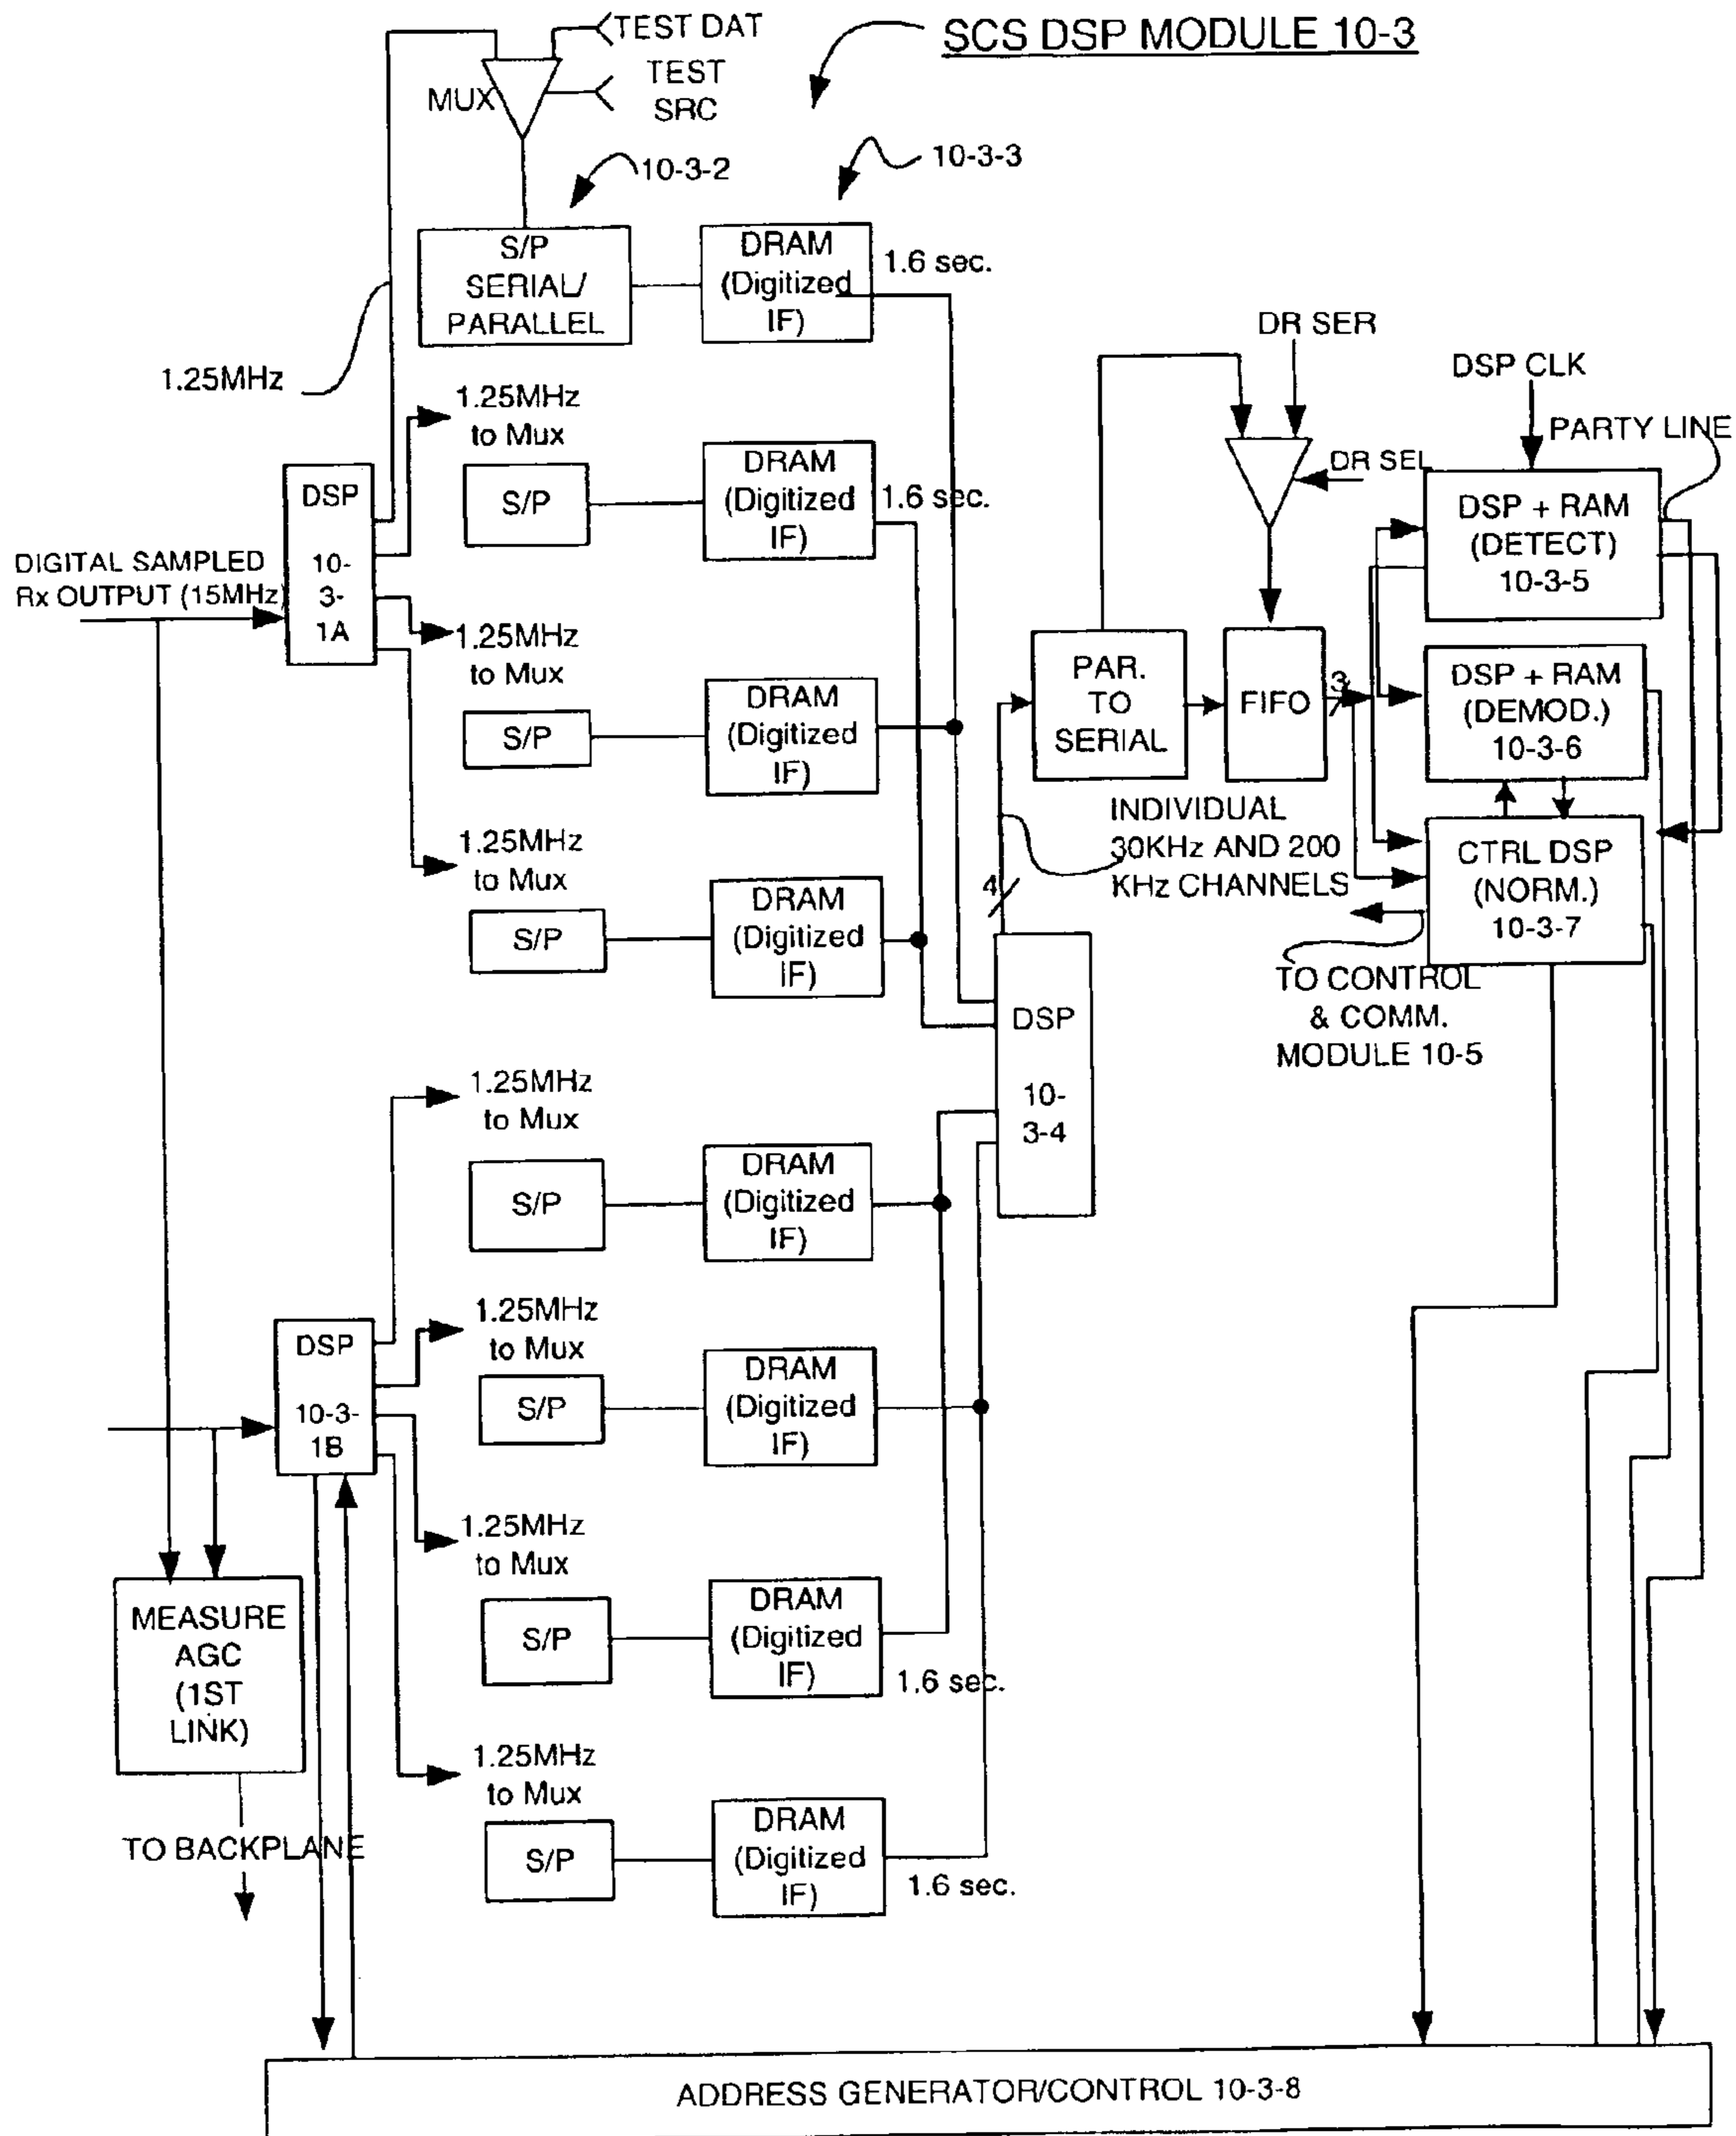 TEST DAT
SCS DSP MODULE 10-3
TEST
SRC
MUX
10-3-2
10-3-3
S/P
SERIAL/
PARALLEL
DRAM
(Digitized
IF)
1.6 sec.
1.25MHz
1.25MHz
to Mux
S/P
DRAM
(Digitized
IF)
1.6 sec.
DSP
10-
3-
1A
DIGITAL SAMPLED
Rx OUTPUT (15MHz)
1.25MHz
to Mux
S/P
DRAM
(Digitized
IF)
1.25MHz
to Mux
S/P
DRAM
(Digitized
IF)
DR SER
DSP CLK
PARTY LINE
DR SEL
DSP + RAM
(DETECT)
10-3-5
PAR.
TO
SERIAL
FIFO
3
DSP + RAM
(DEMOD.)
10-3-6
INDIVIDUAL
30KHz AND 200
KHz CHANNELS
4
CTRL DSP
(NORM.)
10-3-7
TO CONTROL
& COMM.
MODULE 10-5
DSP
10-
3-4
1.25MHz
to Mux
S/P
DRAM
(Digitized
IF)
DSP
10-3-
1B
1.25MHz
to Mux
S/P
DRAM
(Digitized
IF)
1.25MHz
to Mux
S/P
DRAM
(Digitized
IF)
1.6 sec.
MEASURE
AGC
(1ST
LINK)
TO BACKPLANE
1.25MHz
to Mux
S/P
DRAM
(Digitized
IF)
1.6 sec.
ADDRESS GENERATOR/CONTROL 10-3-8